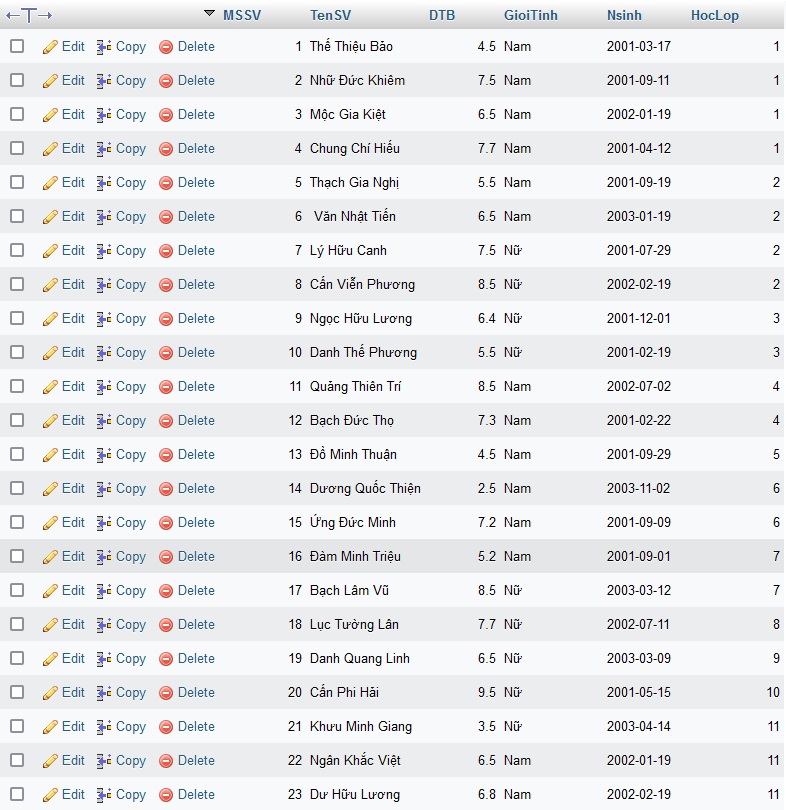 MSSV TenSV DTB GioiTinh Nsinh HocLop
Edit Copy Delete 1 Thế Thiệu Bảo 4.5 Nam 2001-03-17 1
Edit Copy Delete 2 Nhữ Đức Khiêm 7.5 Nam 2001-09-11 1
Edit Copy Delete 3 Mộc Gia Kiệt 6.5 Nam 2002-01-19 1
Edit Copy Delete 4 Chung Chí Hiếu 7.7 Nam 2001-04-12 1
Edit Copy Delete 5 Thạch Gia Nghị 5.5 Nam 2001-09-19 2
Edit Copy Delete 6 Văn Nhật Tiến 6.5 Nam 2003-01-19 2
Edit Copy Delete 7 Lý Hữu Canh 7.5 Nữ 2001-07-29 2
Edit Copy Delete 8 Cấn Viễn Phương 8.5 Nữ 2002-02-19 2
Edit Copy Delete 9 Ngọc Hữu Lương 6.4 Nữ 2001-12-01 3
Edit Copy Delete 10 Danh Thế Phương 5.5 Nữ 2001-02-19 3
Edit Copy Delete 11 Quảng Thiên Trí 8.5 Nam 2002-07-02 4
Edit Copy Delete 12 Bạch Đức Thọ 7.3 Nam 2001-02-22 4
Edit Copy Delete 13 Đồ Minh Thuận 4.5 Nam 2001-09-29 5
Edit Copy Delete 14 Dương Quốc Thiện 2.5 Nam 2003-11-02 6
Edit Copy Delete 15 Ứng Đức Minh 7.2 Nam 2001-09-09 6
Edit Copy Delete 16 Đàm Minh Triệu 5.2 Nam 2001-09-01 7
Edit Copy Delete 17 Bạch Lâm Vũ 8.5 Nữ 2003-03-12 7
Edit Copy Delete 18 Lục Tường Lân 7.7 Nữ 2002-07-11 8
Edit Copy Delete 19 Danh Quang Linh 6.5 Nữ 2003-03-09 9
Edit Copy Delete 20 Cấn Phi Hải 9.5 Nữ 2001-05-15 10
Edit Copy Delete 21 Khưu Minh Giang 3.5 Nữ 2003-04-14 11
Edit Copy Delete 22 Ngân Khắc Việt 6.5 Nam 2002-01-19 11
Edit Copy Delete 23 Dư Hữu Lương 6.8 Nam 2002-02-19 11